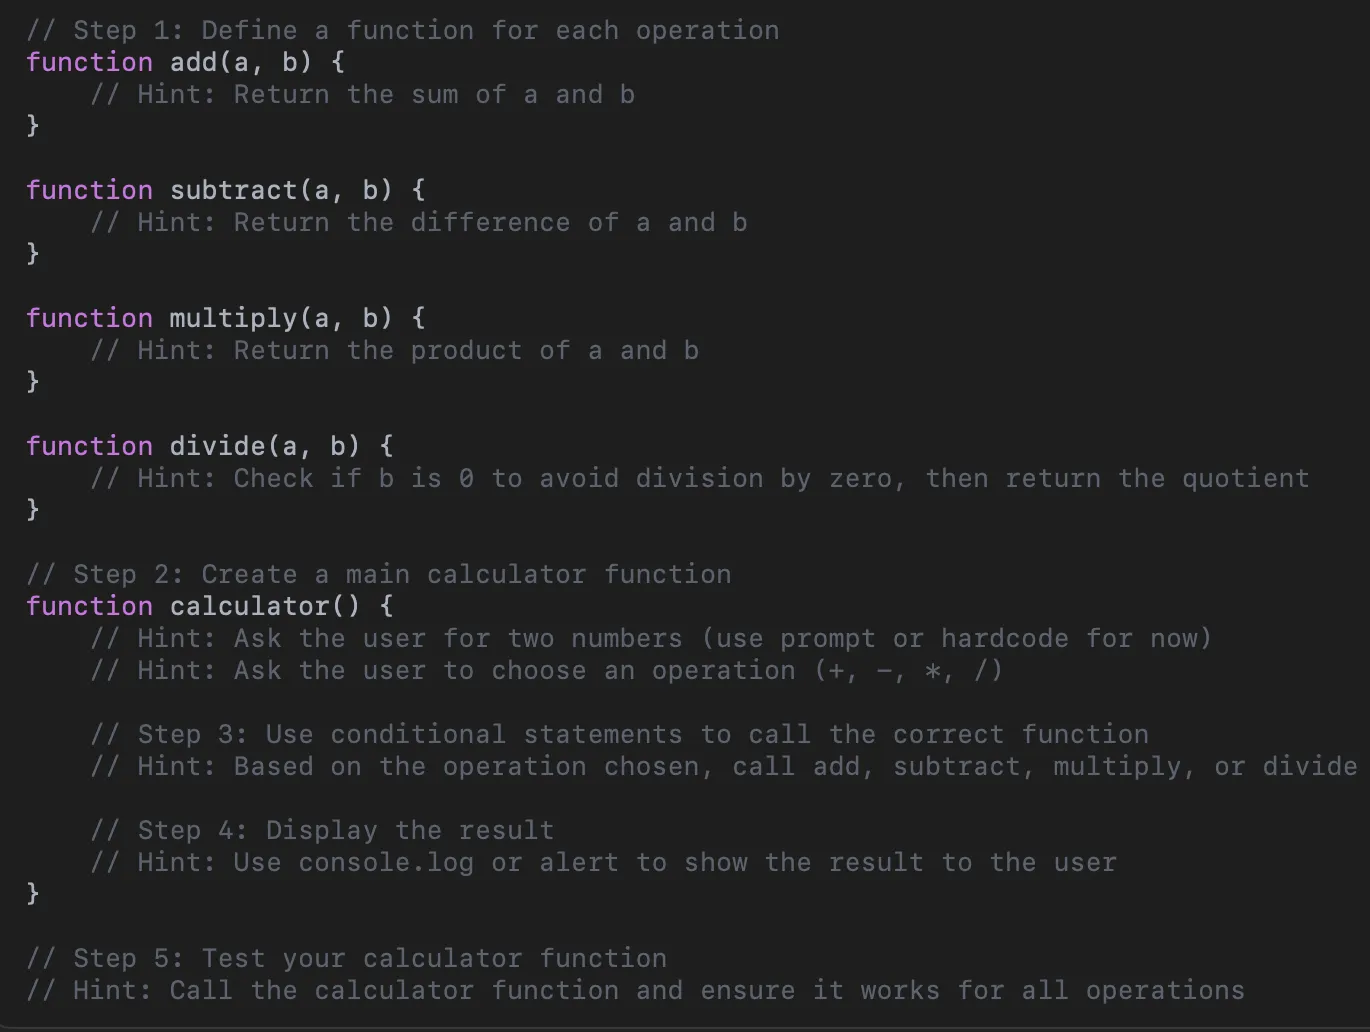 // Step 1: Define a function for each operation
function add(a, b) {
    // Hint: Return the sum of a and b
}
function subtract(a, b) {
    // Hint: Return the difference of a and b
}
function multiply(a, b) {
    // Hint: Return the product of a and b
}
function divide(a, b) {
    // Hint: Check if b is 0 to avoid division by zero, then return the quotient
}
// Step 2: Create a main calculator function
function calculator() {
    // Hint: Ask the user for two numbers (use prompt or hardcode for now)
    // Hint: Ask the user to choose an operation (+, -, *, /)
    // Step 3: Use conditional statements to call the correct function
    // Hint: Based on the operation chosen, call add, subtract, multiply, or divide
    // Step 4: Display the result
    // Hint: Use console.log or alert to show the result to the user
}
// Step 5: Test your calculator function
// Hint: Call the calculator function and ensure it works for all operations